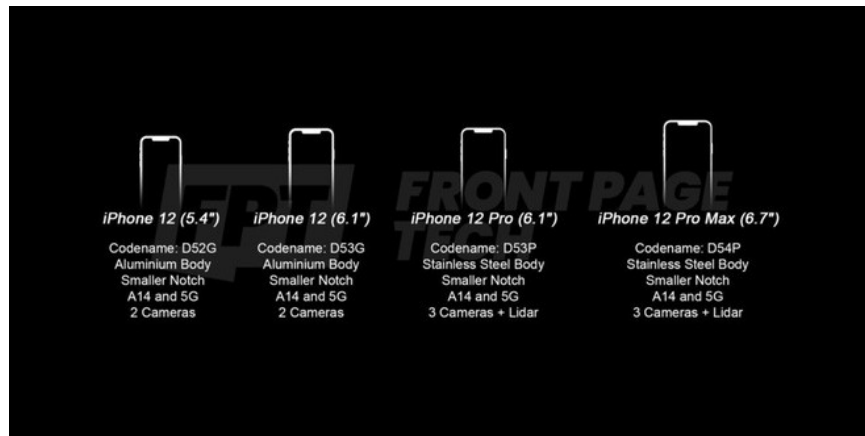 FPT FRONT PAGE
TECH
iPhone 12 (5.4")
Codename: D52G
Aluminium Body
Smaller Notch
A14 and 5G
2 Cameras
iPhone 12 (6.1")
Codename: D53G
Aluminium Body
Smaller Notch
A14 and 5G
2 Cameras
iPhone 12 Pro (6.1")
Codename: D53P
Stainless Steel Body
Smaller Notch
A14 and 5G
3 Cameras + Lidar
iPhone 12 Pro Max (6.7")
Codename: D54P
Stainless Steel Body
Smaller Notch
A14 and 5G
3 Cameras + Lidar